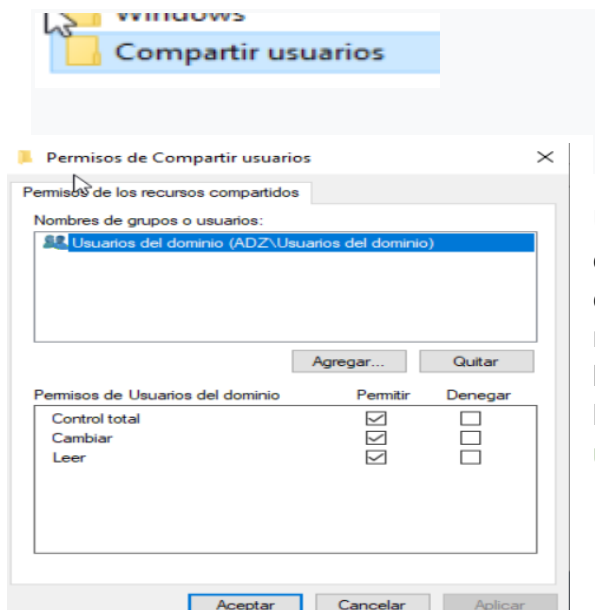 Windows
Compartir usuarios
Permisos de Compartir usuarios
Permisos de los recursos compartidos
Nombres de grupos o usuarios:
Usuarios del dominio (ADZ\Usuarios del dominio)
Agregar... Quitar
Permisos de Usuarios del dominio Permitir Denegar
Control total
Cambiar
Leer
Aceptar Cancelar Aplicar